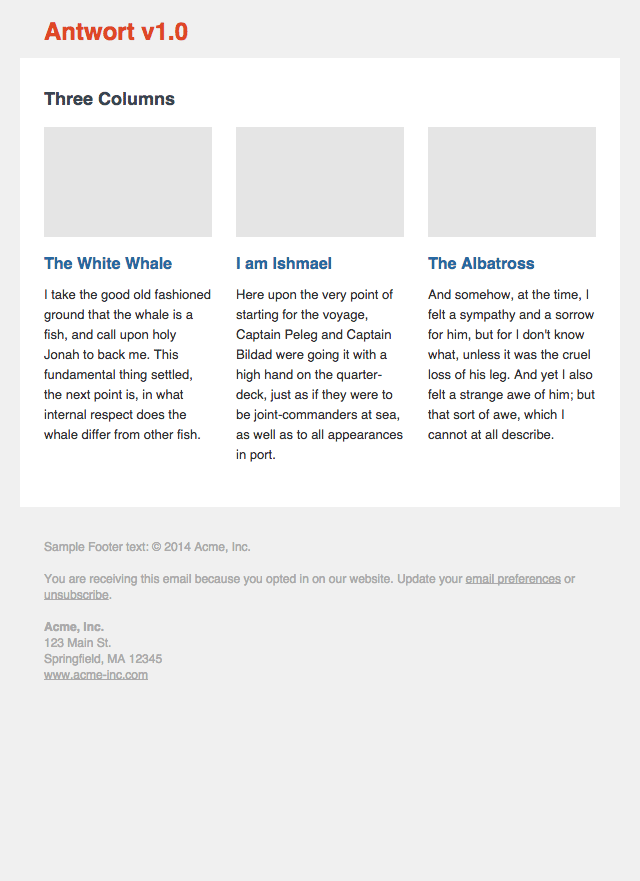 Antwort v1.0
Three Columns
The White Whale
I take the good old fashioned
ground that the whale is a
fish, and call upon holy
Jonah to back me. This
fundamental thing settled,
the next point is, in what
internal respect does the
whale differ from other fish.
I am Ishmael
Here upon the very point of
starting for the voyage,
Captain Peleg and Captain
Bildad were going it with a
high hand on the quarter-
deck, just as if they were to
be joint-commanders at sea,
as well as to all appearances
in port.
The Albatross
And somehow, at the time, I
felt a sympathy and a sorrow
for him, but for I don't know
what, unless it was the cruel
loss of his leg. And yet I also
felt a strange awe of him; but
that sort of awe, which I
cannot at all describe.
Sample Footer text: © 2014 Acme, Inc.
You are receiving this email because you opted in on our website. Update your email preferences or
unsubscribe.
Acme, Inc.
123 Main St.
Springfield, MA 12345
www.acme-inc.com